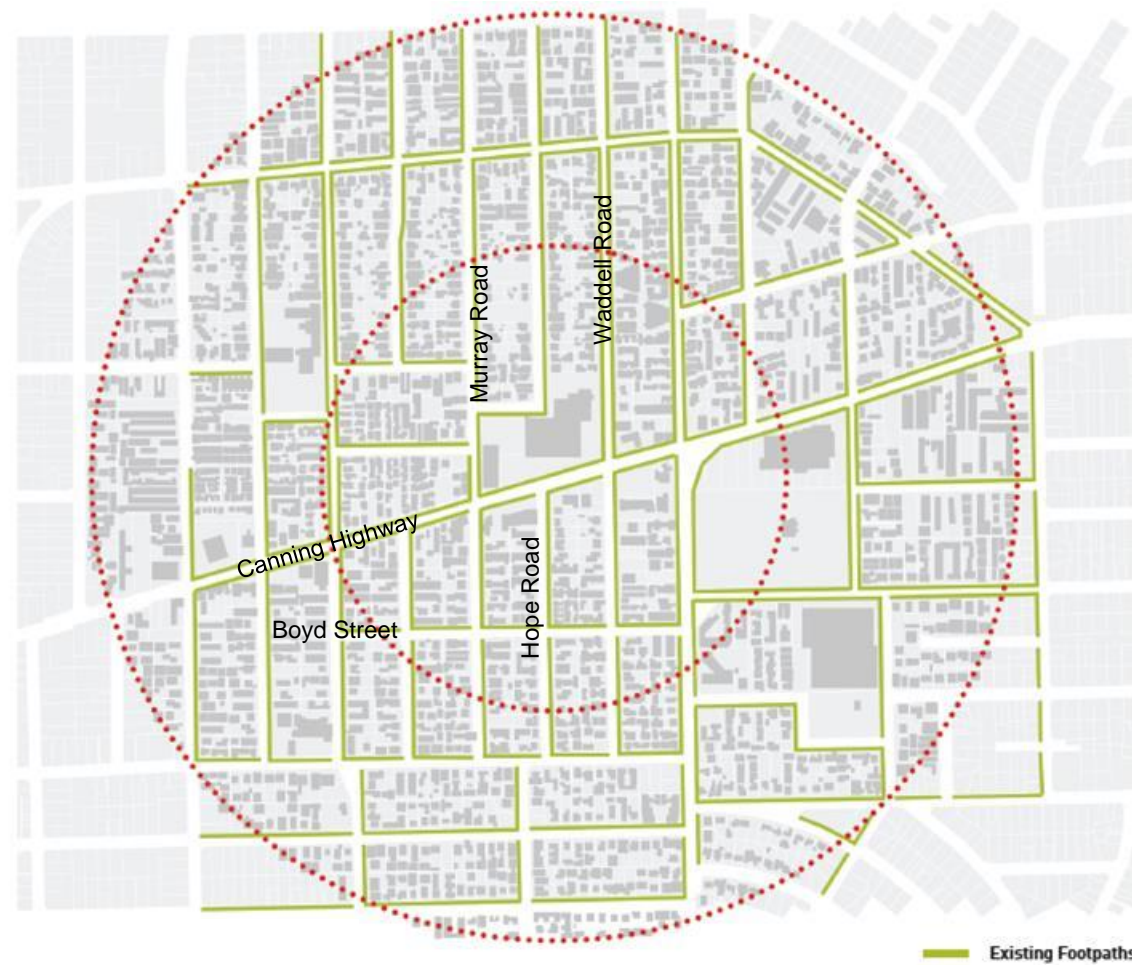 Waddell Road
Murray Road
Canning Highway
Hope Road
Boyd Street
Existing Footpaths